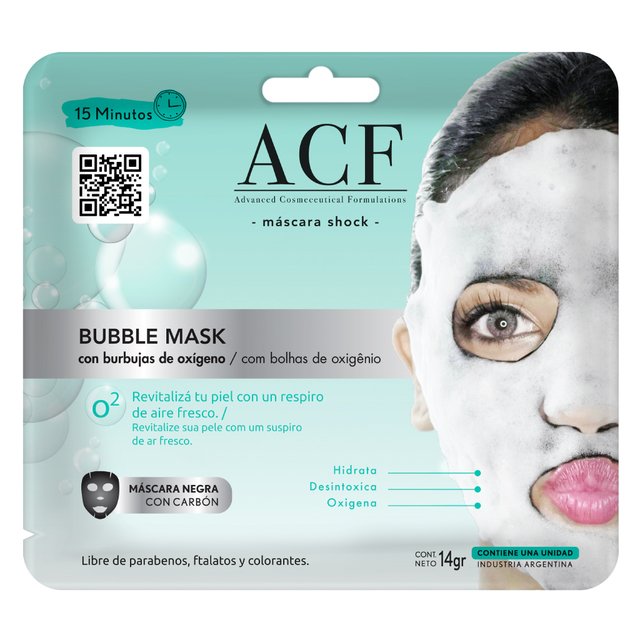 15 Minutos
ACF
Advanced Cosmeceutical Formulations
- máscara shock -
BUBBLE MASK
con burbujas de oxígeno / com bolhas de oxigênio
O²
Revitalizá tu piel con un respiro
de aire fresco. /
Revitalize sua pele com um suspiro
de ar fresco.
Hidrata
Desintoxica
Oxigena
MÁSCARA NEGRA
CON CARBÓN
Libre de parabenos, ftalatos y colorantes.
CONT. NETO 14gr
CONTIENE UNA UNIDAD
INDUSTRIA ARGENTINA